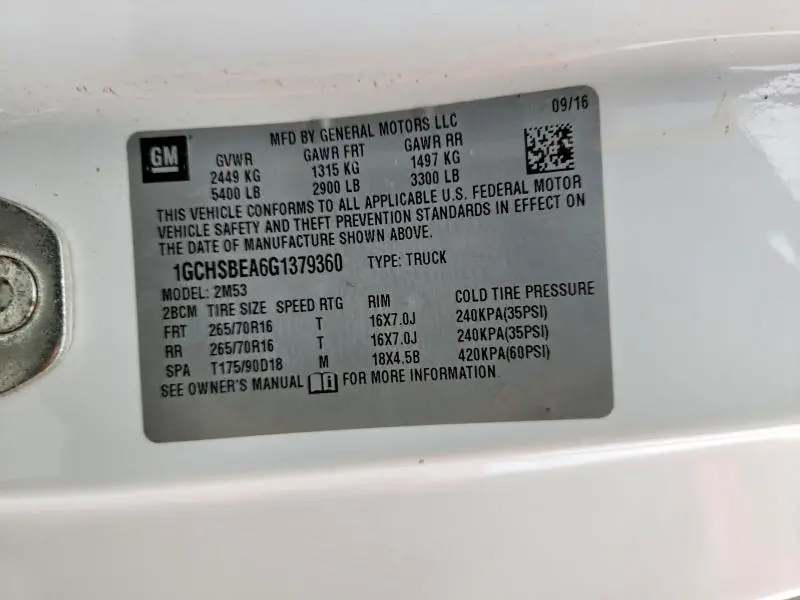 09/16
GM
MFD BY GENERAL MOTORS LLC
GVWR GAWR FRT GAWR RR
2449 KG 1315 KG 1497 KG
5400 LB 2900 LB 3300 LB
THIS VEHICLE CONFORMS TO ALL APPLICABLE U.S. FEDERAL MOTOR
VEHICLE SAFETY AND THEFT PREVENTION STANDARDS IN EFFECT ON
THE DATE OF MANUFACTURE SHOWN ABOVE.
1GCHSBEA6G1379360 TYPE: TRUCK
MODEL: 2M53
2BCM TIRE SIZE SPEED RTG RIM COLD TIRE PRESSURE
FRT 265/70R16 T 16X7.0J 240KPA(35PSI)
RR 265/70R16 T 16X7.0J 240KPA(35PSI)
SPA T175/90D18 M 18X4.5B 420KPA(60PSI)
SEE OWNER'S MANUAL FOR MORE INFORMATION.